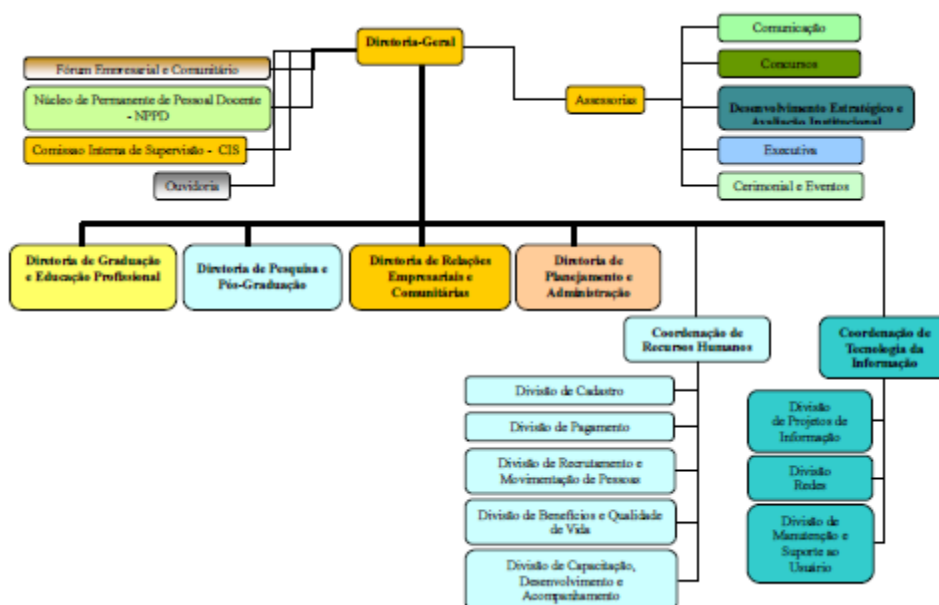 Diretoria-Geral
Fórum Empresarial e Comunitário
Núcleo de Permanente de Pessoal Docente
- NPPD
Comissao Interna de Supervisão - CIS
Ouvidoria
Assessorias
Comunicação
Concursos
Desenvolvimento Estratégico e
Avaliação Institucional
Executiva
Cerimonial e Eventos
Diretoria de Graduação
e Educação Profissional
Diretoria de Pesquisa e
Pós-Graduação
Diretoria de Relações
Empresariais e
Comunitárias
Diretoria de
Planejamento e
Administração
Coordenação de
Recursos Humanos
Divisão de Cadastro
Divisão de Pagamento
Divisão de Recrutamento e
Movimentação de Pessoas
Divisão de Benefícios e Qualidade
de Vida
Divisão de Capacitação,
Desenvolvimento e
Acompanhamento
Coordenação de
Tecnologia da
Informação
Divisão
de Projetos de
Informação
Divisão
Redes
Divisão de
Manutenção e
Suporte ao
Usuário